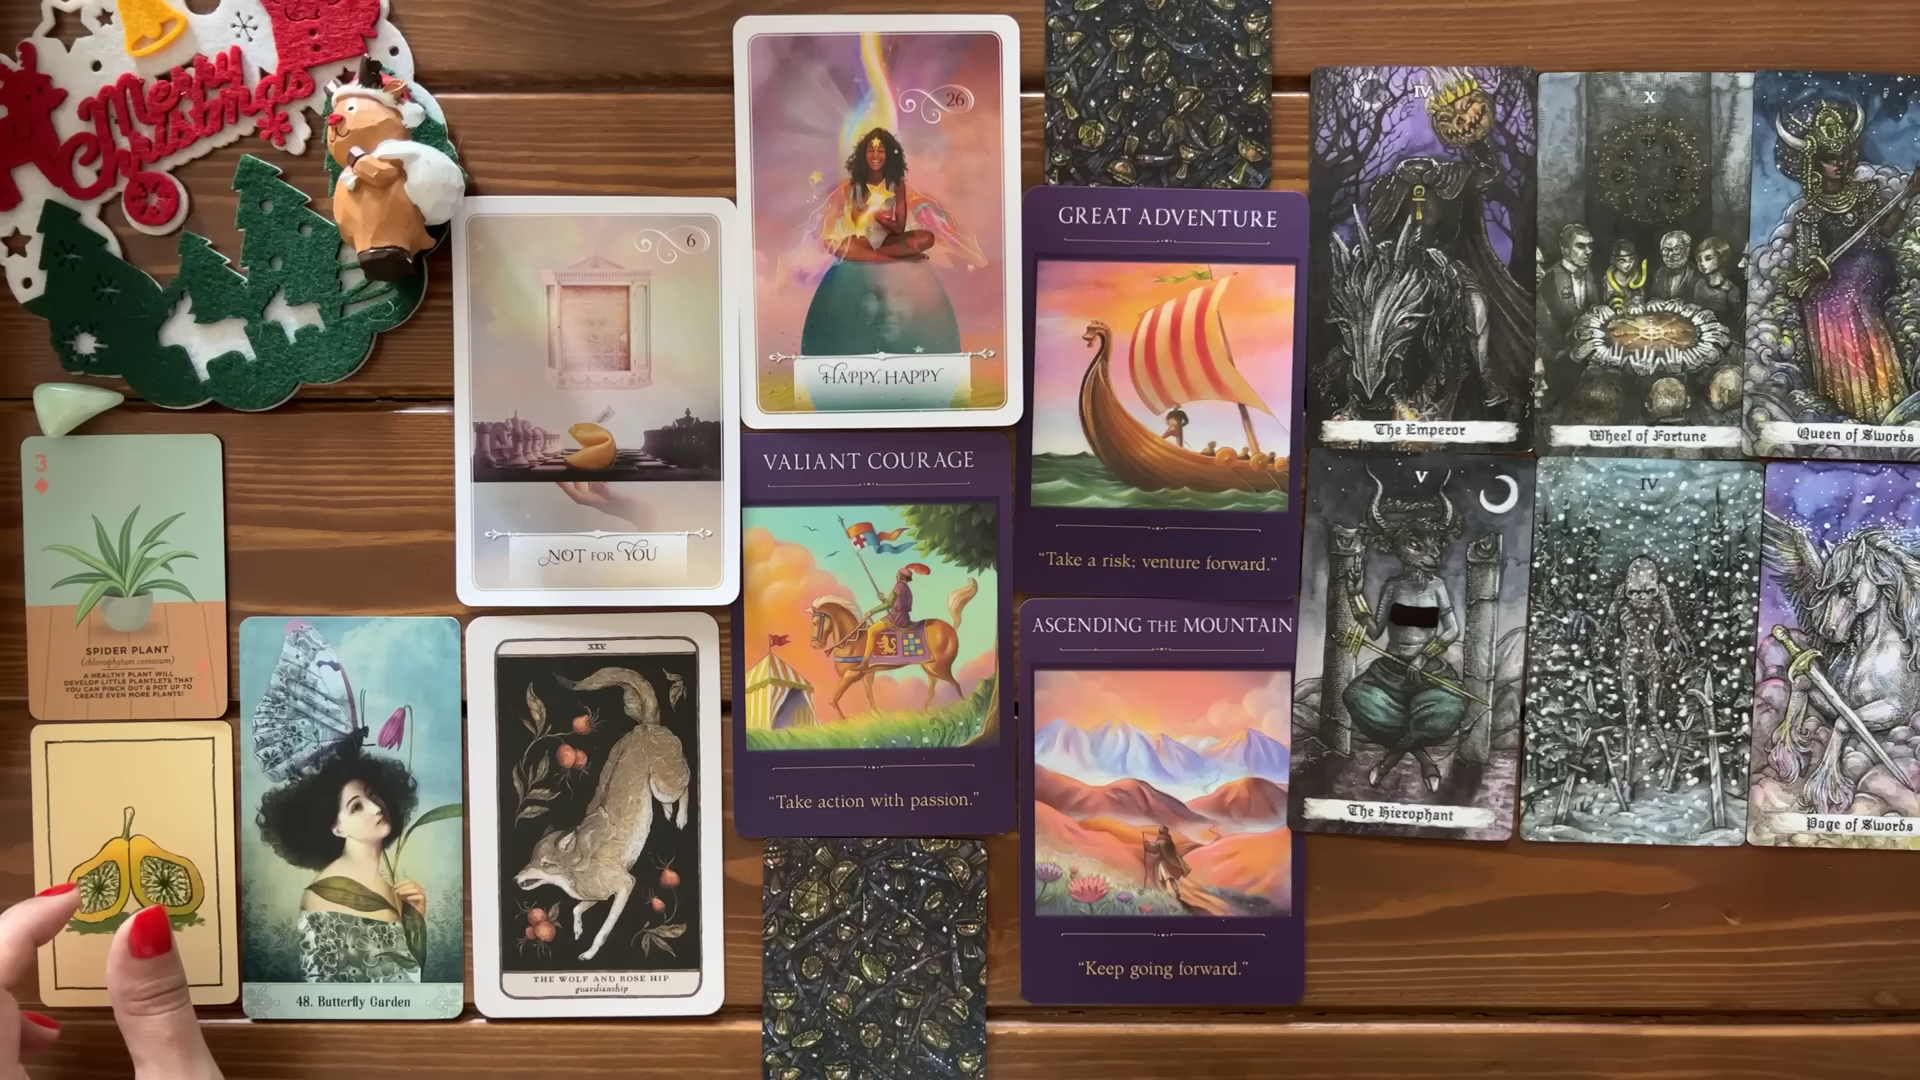 Merry
Christmas
6
NOT FOR YOU
26
HAPPY, HAPPY
GREAT ADVENTURE
"Take a risk; venture forward."
VALIANT COURAGE
"Take action with passion."
ASCENDING THE MOUNTAIN
"Keep going forward."
IV
The Emperor
X
Wheel of Fortune
Queen of Swords
V
The Hierophant
IV
Page of Swords
3
SPIDER PLANT
(chlorophytum comosum)
A HEALTHY PLANT WILL
DEVELOP LITTLE PLANTLETS THAT
YOU CAN PINCH OUT & POT UP TO
CREATE EVEN MORE PLANTS!
48. Butterfly Garden
XXV
THE WOLF AND ROSE HIP
guardianship